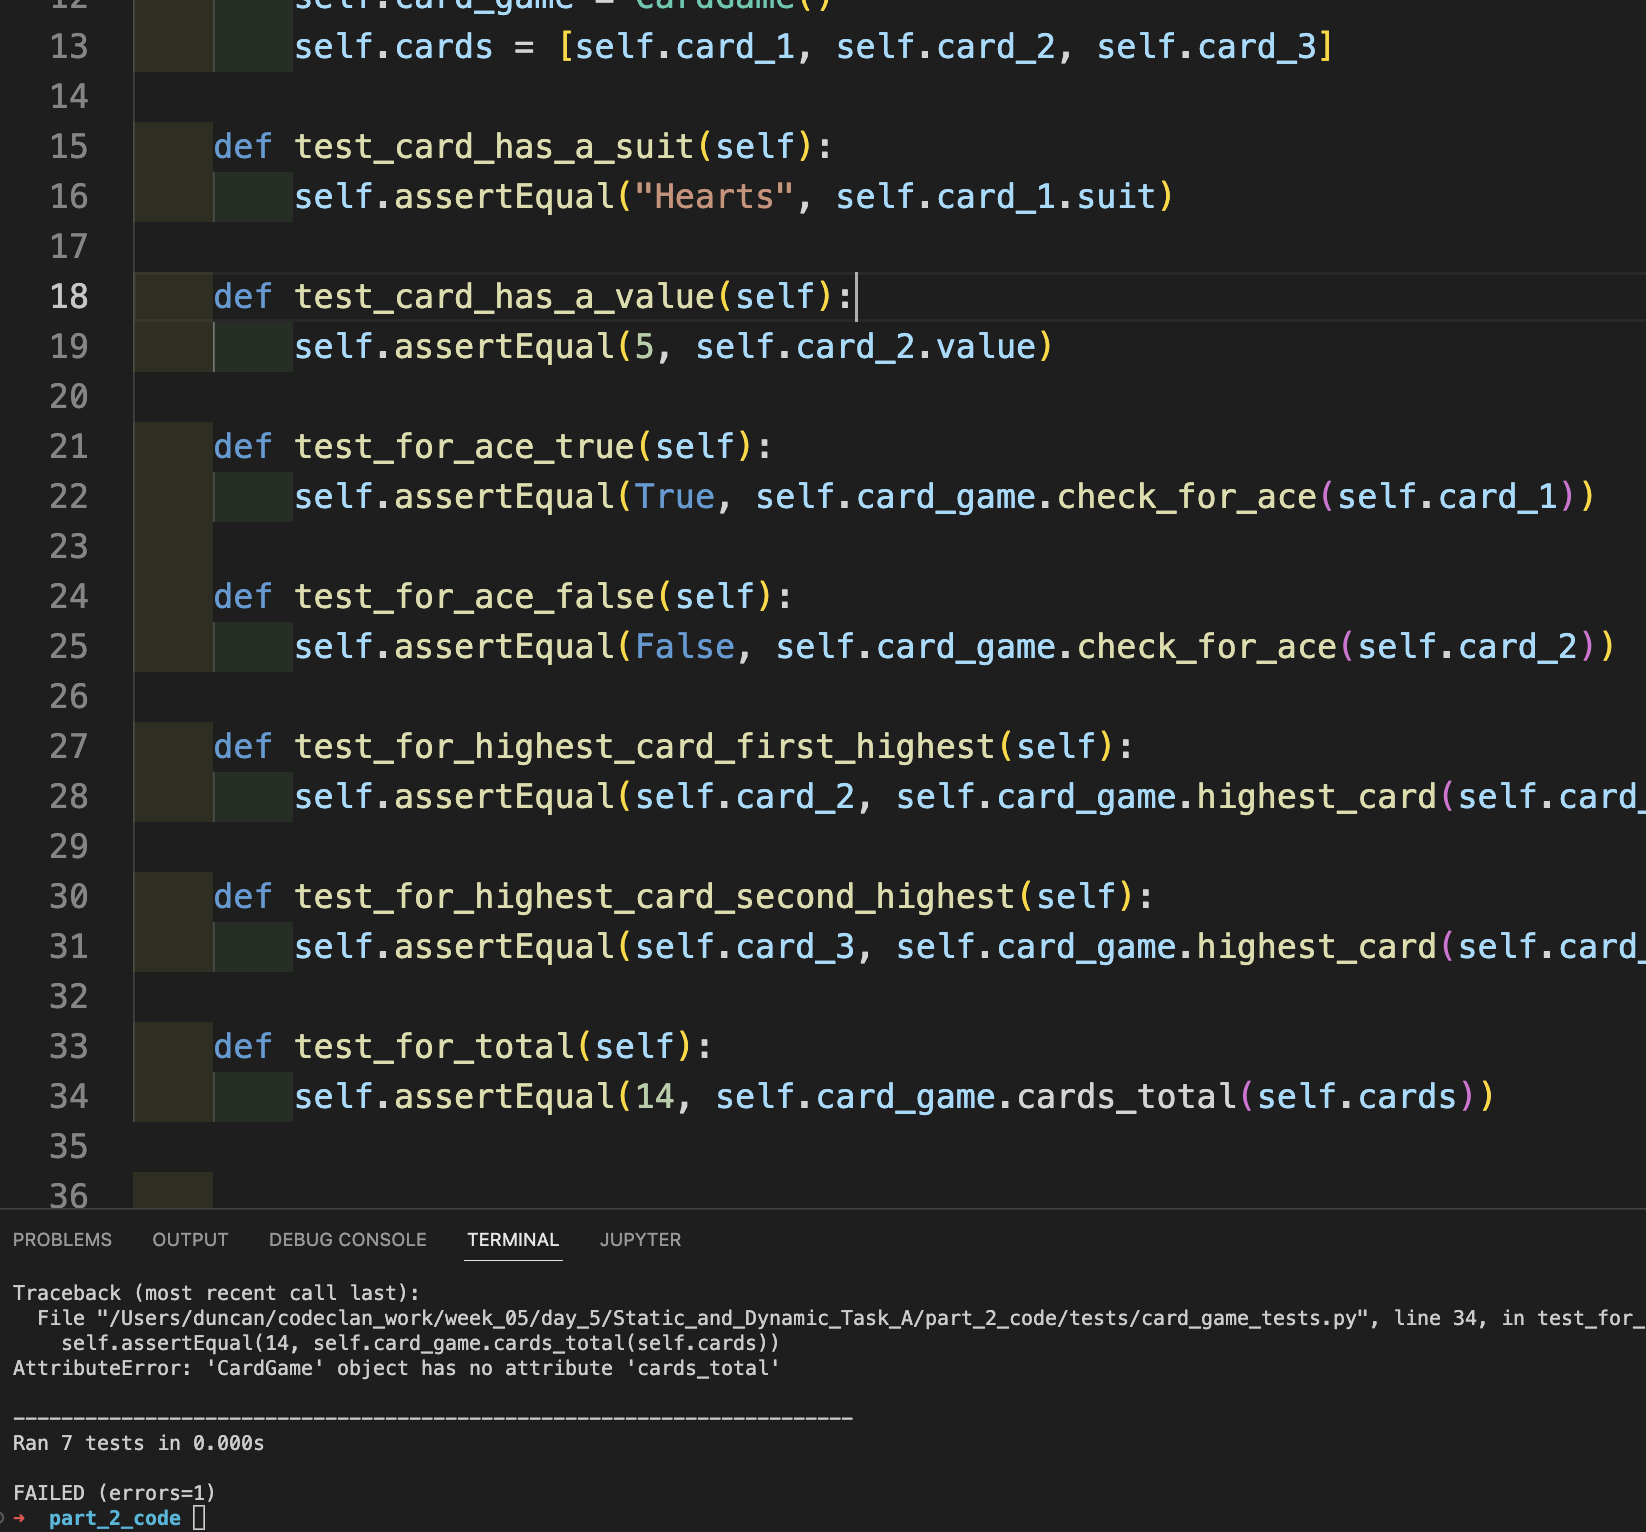 12 self.card_game = CardGame()
13 self.cards = [self.card_1, self.card_2, self.card_3]
14
15 def test_card_has_a_suit(self):
16 self.assertEqual("Hearts", self.card_1.suit)
17
18 def test_card_has_a_value(self):
19 self.assertEqual(5, self.card_2.value)
20
21 def test_for_ace_true(self):
22 self.assertEqual(True, self.card_game.check_for_ace(self.card_1))
23
24 def test_for_ace_false(self):
25 self.assertEqual(False, self.card_game.check_for_ace(self.card_2))
26
27 def test_for_highest_card_first_highest(self):
28 self.assertEqual(self.card_2, self.card_game.highest_card(self.card_
29
30 def test_for_highest_card_second_highest(self):
31 self.assertEqual(self.card_3, self.card_game.highest_card(self.card_
32
33 def test_for_total(self):
34 self.assertEqual(14, self.card_game.cards_total(self.cards))
35
36
PROBLEMS OUTPUT DEBUG CONSOLE TERMINAL JUPYTER
Traceback (most recent call last):
File "/Users/duncan/codeclan_work/week_05/day_5/Static_and_Dynamic_Task_A/part_2_code/tests/card_game_tests.py", line 34, in test_for_
self.assertEqual(14, self.card_game.cards_total(self.cards))
AttributeError: 'CardGame' object has no attribute 'cards_total'
----------------------------------------------------------------------
Ran 7 tests in 0.000s
FAILED (errors=1)
➜ part_2_code